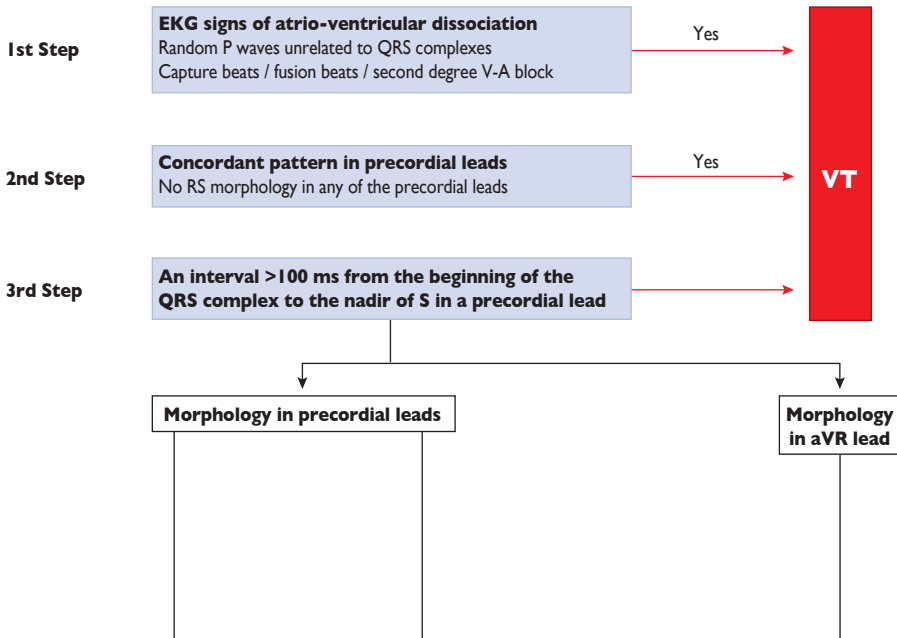 1st Step
EKG signs of atrio-ventricular dissociation
Random P waves unrelated to QRS complexes
Capture beats / fusion beats / second degree V-A block
Yes
2nd Step
Concordant pattern in precordial leads
No RS morphology in any of the precordial leads
Yes
VT
3rd Step
An interval >100 ms from the beginning of the
QRS complex to the nadir of S in a precordial lead
Morphology in precordial leads
Morphology
in aVR lead